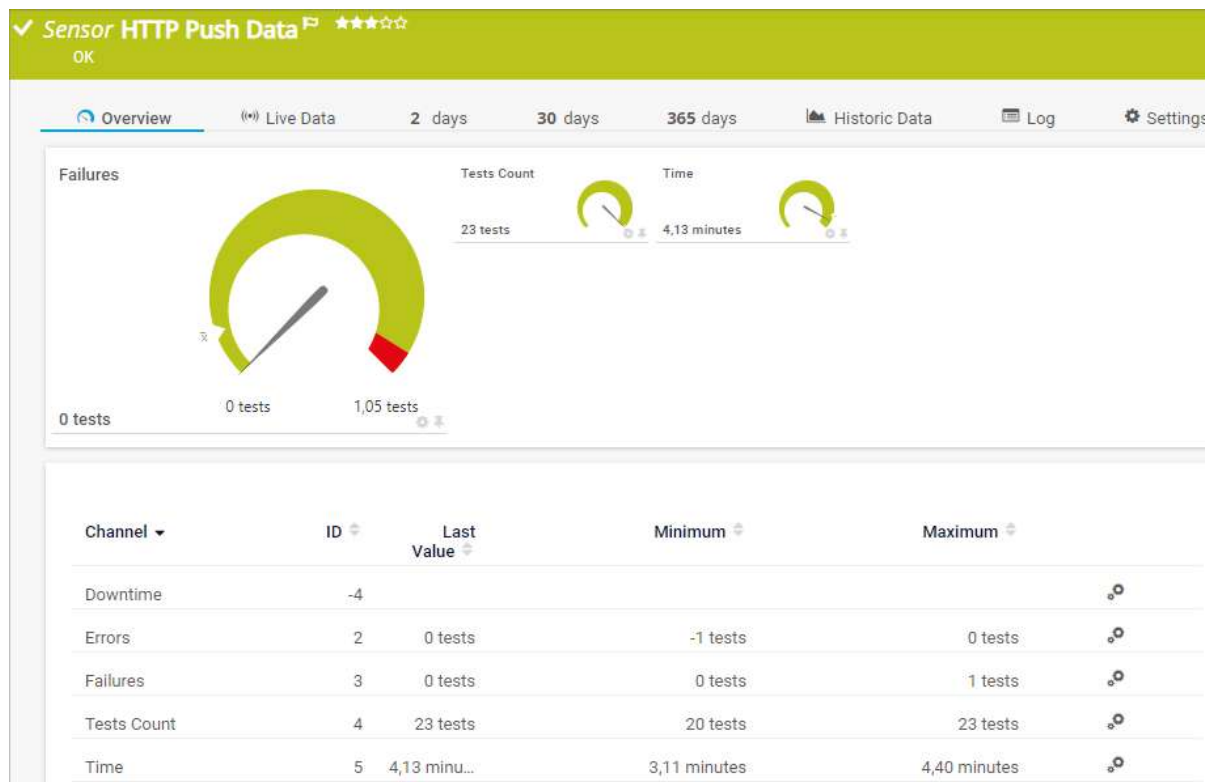 Sensor HTTP Push Data
OK
Overview Live Data 2 days 30 days 365 days Historic Data Log Settings
Failures
Tests Count
Time
23 tests
4,13 minutes
x
0 tests
1,05 tests
0 tests
Channel ID Last Value Minimum Maximum
Downtime -4
Errors 2 0 tests -1 tests 0 tests
Failures 3 0 tests 0 tests 1 tests
Tests Count 4 23 tests 20 tests 23 tests
Time 5 4,13 minu... 3,11 minutes 4,40 minutes